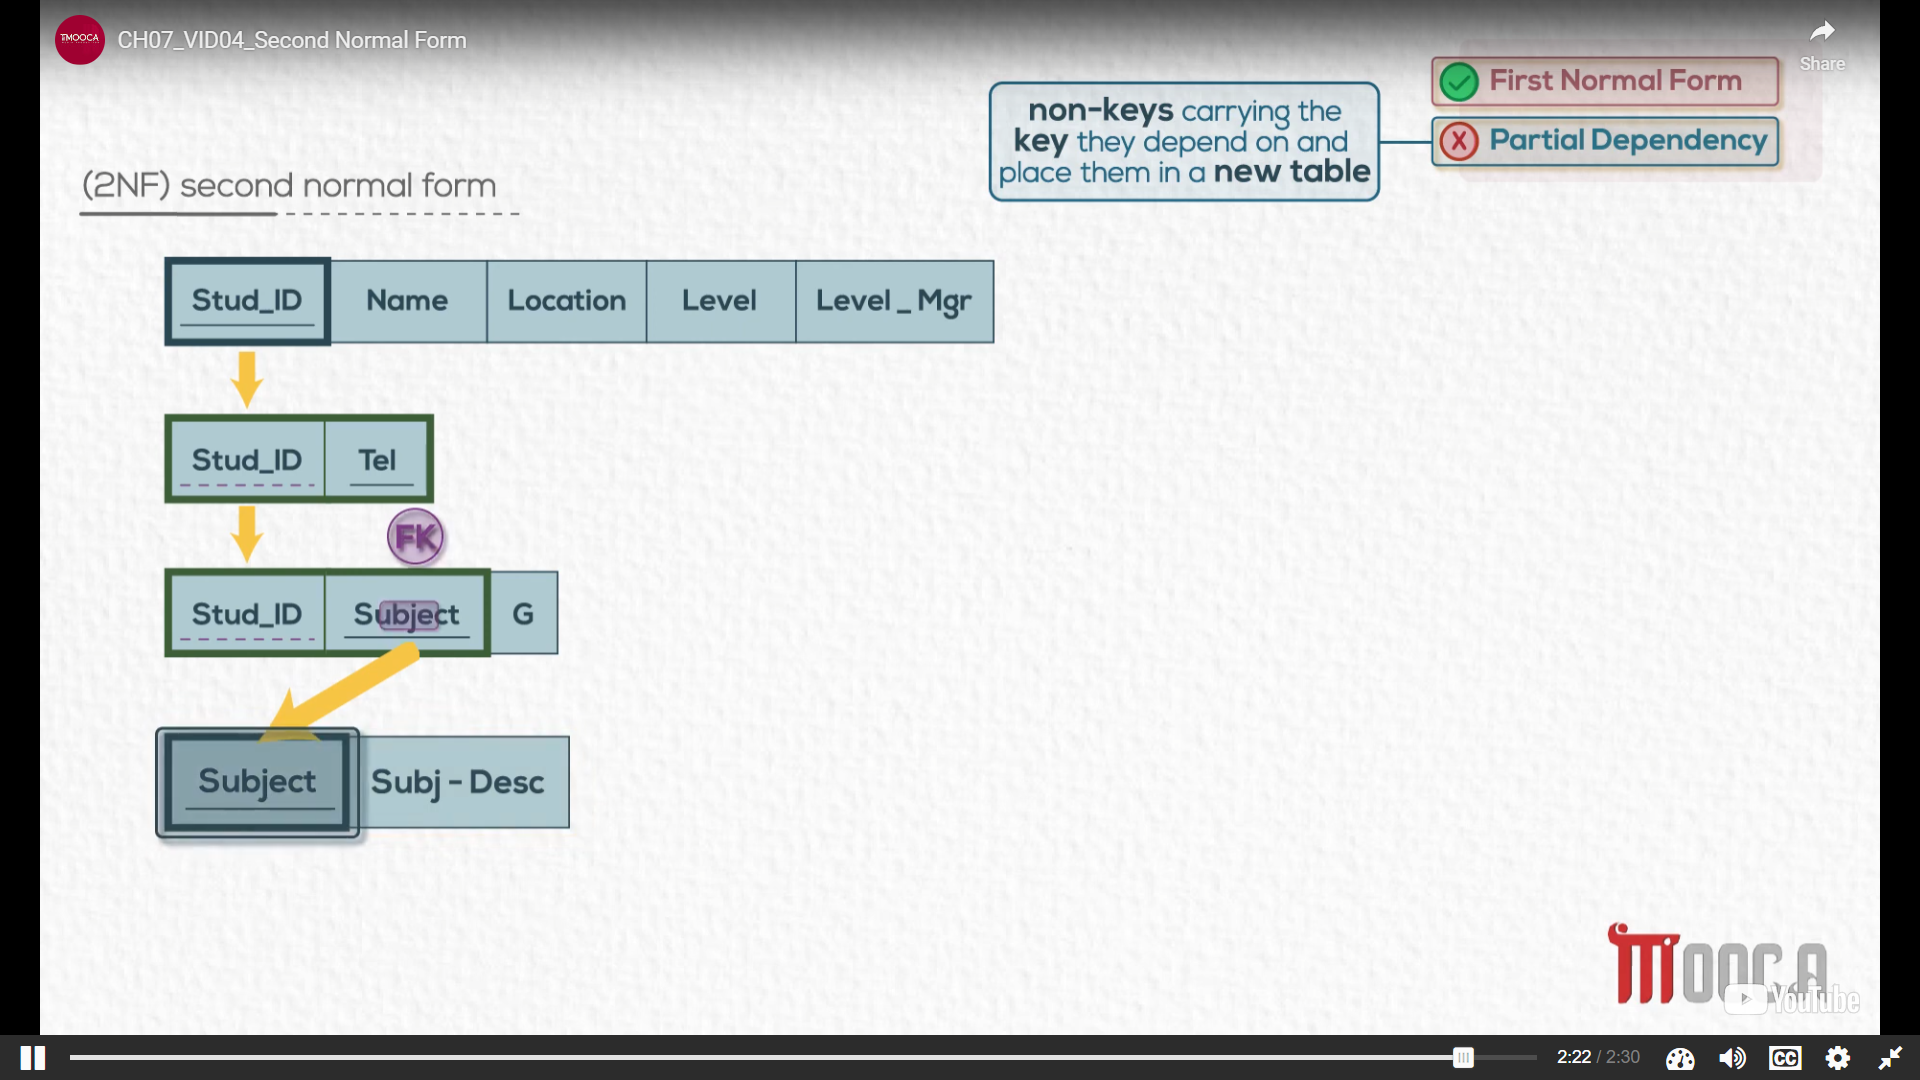 TMOOCA
CH07_VID04_Second Normal Form
Share
First Normal Form
X Partial Dependency
non-keys carrying the
key they depend on and
place them in a new table
(2NF) second normal form
Stud_ID Name Location Level Level_Mgr
Stud_ID Tel
FK
Stud_ID Subject G
Subject Subj-Desc
MOOCA
YouTube
2:22 / 2:30
CC